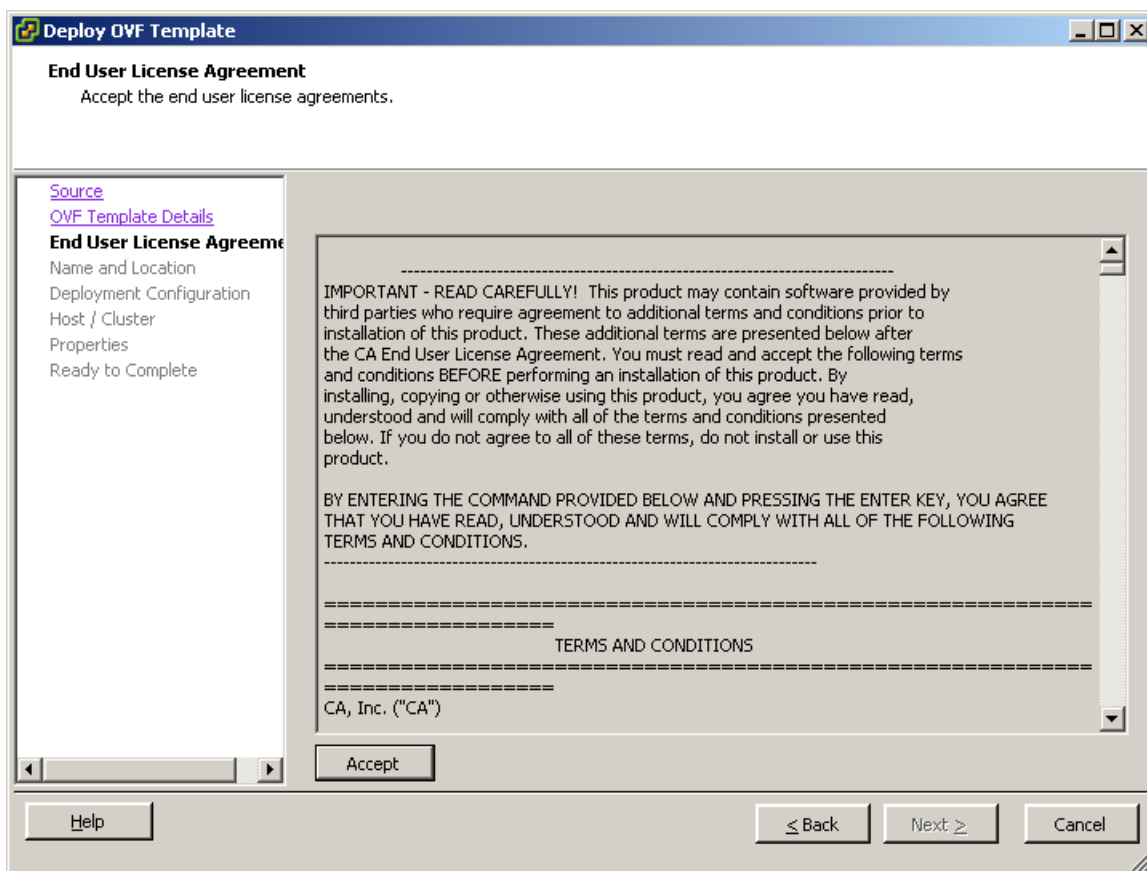 Deploy OVF Template
End User License Agreement
Accept the end user license agreements.
Source
OVF Template Details
End User License Agreeme
Name and Location
Deployment Configuration
Host / Cluster
Properties
Ready to Complete
--------------------------------------------------------------------------------
IMPORTANT - READ CAREFULLY!  This product may contain software provided by
third parties who require agreement to additional terms and conditions prior to
installation of this product. These additional terms are presented below after
the CA End User License Agreement. You must read and accept the following terms
and conditions BEFORE performing an installation of this product. By
installing, copying or otherwise using this product, you agree you have read,
understood and will comply with all of the terms and conditions presented
below. If you do not agree to all of these terms, do not install or use this
product.
BY ENTERING THE COMMAND PROVIDED BELOW AND PRESSING THE ENTER KEY, YOU AGREE
THAT YOU HAVE READ, UNDERSTOOD AND WILL COMPLY WITH ALL OF THE FOLLOWING
TERMS AND CONDITIONS.
--------------------------------------------------------------------------------
============================================================
==================
TERMS AND CONDITIONS
============================================================
==================
CA, Inc. ("CA")
Accept
Help
< Back
Next >
Cancel